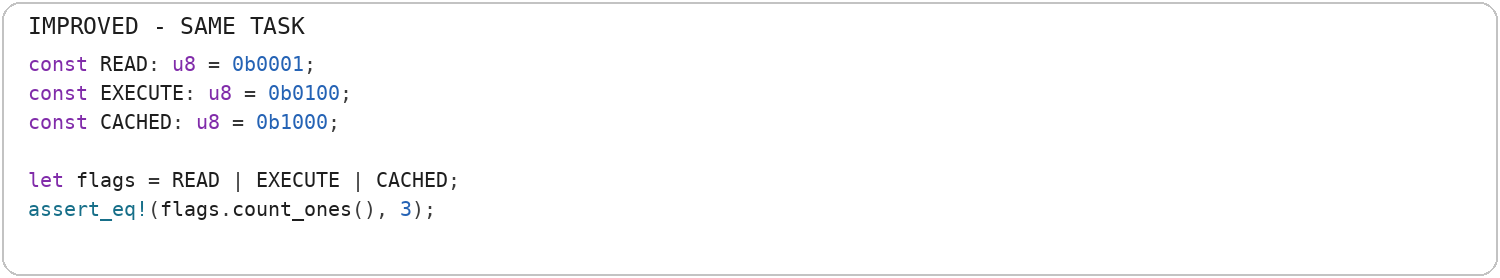 IMPROVED - SAME TASK
const READ: u8 = 0b0001;
const EXECUTE: u8 = 0b0100;
const CACHED: u8 = 0b1000;
let flags = READ | EXECUTE | CACHED;
assert_eq!(flags.count_ones(), 3);